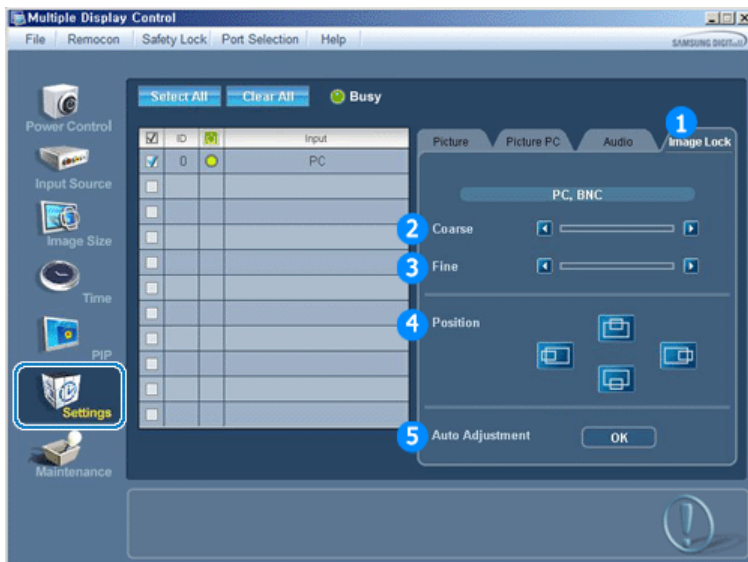 Multiple Display Control
File Remocon Safety Lock Port Selection Help
SAMSUNG DIGIT...
Select All Clear All Busy
1
Power Control
ID Input
Picture Picture PC Audio Image Lock
0 PC
Input Source
PC, BNC
2 Coarse
Image Size
3 Fine
Time
4 Position
PIP
Settings
5 Auto Adjustment OK
Maintenance